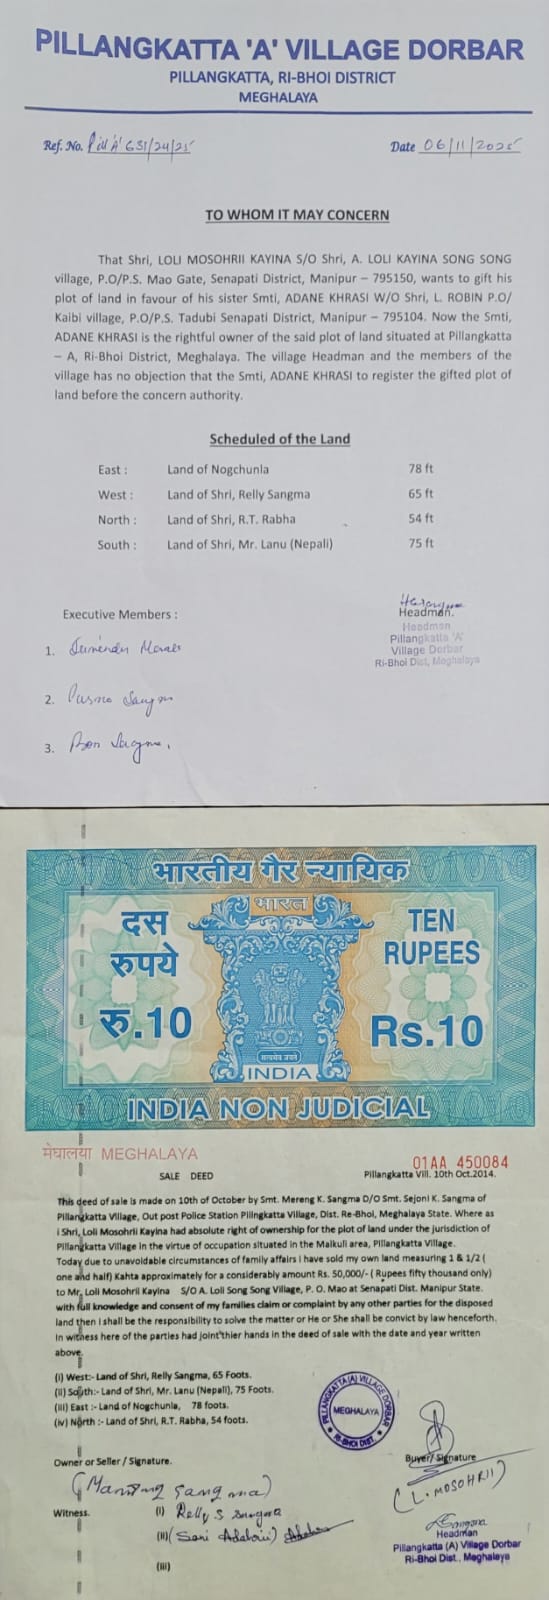 PILLANGKATTA 'A' VILLAGE DORBAR
PILLANGKATTA, RI-BHOI DISTRICT
MEGHALAYA
Ref. No. Pill 'A' 631/24/25
Date 06/11/2025
TO WHOM IT MAY CONCERN
That Shri, LOLI MOSOHRII KAYINA S/O Shri, A. LOLI KAYINA SONG SONG
village, P.O/P.S. Mao Gate, Senapati District, Manipur – 795150, wants to gift his
plot of land in favour of his sister Smti, ADANE KHRASI W/O Shri, L. ROBIN P.O/
Kaibi village, P.O/P.S. Tadubi Senapati District, Manipur – 795104. Now the Smti,
ADANE KHRASI is the rightful owner of the said plot of land situated at Pillangkatta
– A, Ri-Bhoi District, Meghalaya. The village Headman and the members of the
village has no objection that the Smti, ADANE KHRASI to register the gifted plot of
land before the concern authority.
Scheduled of the Land
East : Land of Nogchunla 78 ft
West : Land of Shri, Relly Sangma 65 ft
North : Land of Shri, R.T. Rabha 54 ft
South : Land of Shri, Mr. Lanu (Nepali) 75 ft
Executive Members :
Headman.
Headman
Pillangkatta 'A'
Village Dorbar
Ri-Bhoi Dist, Meghalaya
1.
2. Sangm
3. Bon Sagma.
भारतीय गैर न्यायिक
भारत
दस
रुपये
रु.10
TEN
RUPEES
Rs.10
सत्यमेव जयते
INDIA
INDIA NON JUDICIAL
मेघालया MEGHALAYA
01AA 450084
SALE DEED
Pillangkatta Vill. 10th Oct.2014.
This deed of sale is made on 10th of October by Smt. Mereng K. Sangma D/O Smt. Sejoni K. Sangma of
Pillangkatta Village, Out post Police Station Pilingkatta Village, Dist. Re-Bhoi, Meghalaya State. Where as
i Shri, Loli Mosohrii Kayina had absolute right of ownership for the plot of land under the jurisdiction of
Pillangkatta Village in the virtue of occupation situated in the Maikuli area, Pillangkatta Village.
Today due to unavoidable circumstances of family affairs i have sold my own land measuring 1 & 1/2 (
one and half) Kahta approximately for a considerably amount Rs. 50,000/- ( Rupees fifty thousand only)
to Mr, Loli Mosohrii Kayina S/O A. Loli Song Song Village, P. O. Mao at Senapati Dist. Manipur State.
with full knowledge and consent of my families claim or complaint by any other parties for the disposed
land then i shall be the responsibility to solve the matter or He or She shall be convict by law henceforth.
In witness here of the parties had joint thier hands in the deed of sale with the date and year written
above.
(i) West:- Land of Shri, Relly Sangma, 65 Foots.
(ii) South:- Land of Shri, Mr. Lanu (Nepali), 75 Foots.
(iii) East :- Land of Nogchunla, 78 foots.
(iv) North :- Land of Shri, R.T. Rabha, 54 foots.
PILLANGKATTA (A) VILLAGE DORBAR
MEGHALAYA
RI-BHOI DIST.
Owner or Seller / Signature.
Buyer/ Signature
Sangma)
(L. MOSOHRII)
Witness. (i) Relly S Sangma
(ii)
(iii)
Headman
Pillangkatta (A) Village Dorbar
Ri-Bhoi Dist., Meghalaya